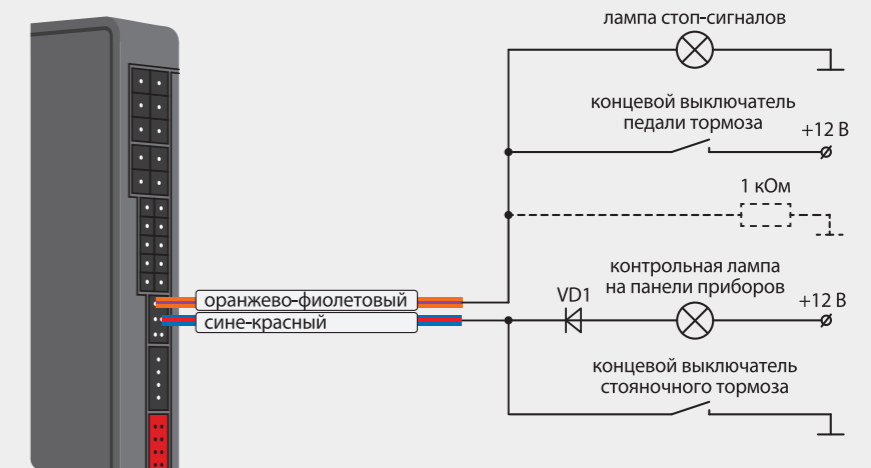 лампа стоп-сигналов
концевой выключатель
педали тормоза
+12 В
1 кОм
контрольная лампа
на панели приборов
VD1
+12 В
оранжево-фиолетовый
сине-красный
концевой выключатель
стояночного тормоза